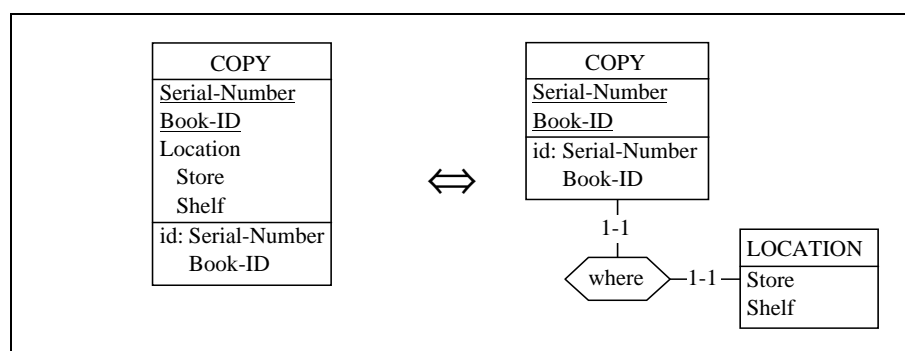 COPY
Serial-Number
Book-ID
Location
Store
Shelf
id: Serial-Number
Book-ID
⇔
COPY
Serial-Number
Book-ID
id: Serial-Number
Book-ID
1-1
where
1-1
LOCATION
Store
Shelf